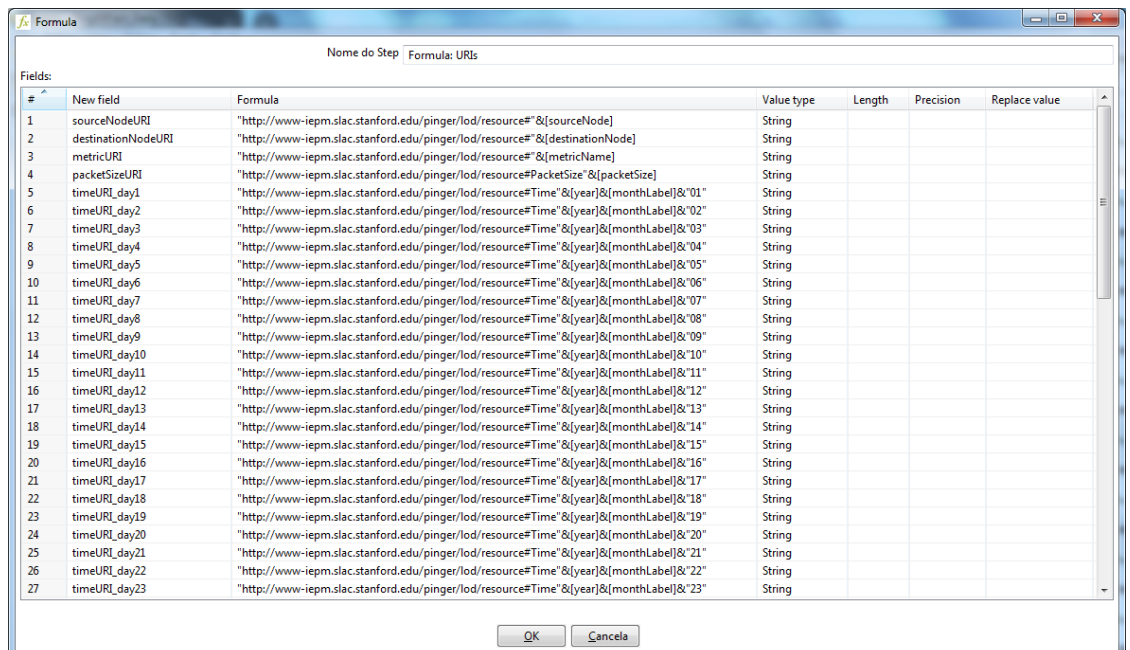 Formula
Nome do Step Formula: URIs
Fields:
# New field Formula Value type Length Precision Replace value
1 sourceNodeURI "http://www-iepm.slac.stanford.edu/pinger/lod/resource#"&[sourceNode] String
2 destinationNodeURI "http://www-iepm.slac.stanford.edu/pinger/lod/resource#"&[destinationNode] String
3 metricURI "http://www-iepm.slac.stanford.edu/pinger/lod/resource#"&[metricName] String
4 packetSizeURI "http://www-iepm.slac.stanford.edu/pinger/lod/resource#PacketSize"&[packetSize] String
5 timeURI_day1 "http://www-iepm.slac.stanford.edu/pinger/lod/resource#Time"&[year]&[monthLabel]&"01" String
6 timeURI_day2 "http://www-iepm.slac.stanford.edu/pinger/lod/resource#Time"&[year]&[monthLabel]&"02" String
7 timeURI_day3 "http://www-iepm.slac.stanford.edu/pinger/lod/resource#Time"&[year]&[monthLabel]&"03" String
8 timeURI_day4 "http://www-iepm.slac.stanford.edu/pinger/lod/resource#Time"&[year]&[monthLabel]&"04" String
9 timeURI_day5 "http://www-iepm.slac.stanford.edu/pinger/lod/resource#Time"&[year]&[monthLabel]&"05" String
10 timeURI_day6 "http://www-iepm.slac.stanford.edu/pinger/lod/resource#Time"&[year]&[monthLabel]&"06" String
11 timeURI_day7 "http://www-iepm.slac.stanford.edu/pinger/lod/resource#Time"&[year]&[monthLabel]&"07" String
12 timeURI_day8 "http://www-iepm.slac.stanford.edu/pinger/lod/resource#Time"&[year]&[monthLabel]&"08" String
13 timeURI_day9 "http://www-iepm.slac.stanford.edu/pinger/lod/resource#Time"&[year]&[monthLabel]&"09" String
14 timeURI_day10 "http://www-iepm.slac.stanford.edu/pinger/lod/resource#Time"&[year]&[monthLabel]&"10" String
15 timeURI_day11 "http://www-iepm.slac.stanford.edu/pinger/lod/resource#Time"&[year]&[monthLabel]&"11" String
16 timeURI_day12 "http://www-iepm.slac.stanford.edu/pinger/lod/resource#Time"&[year]&[monthLabel]&"12" String
17 timeURI_day13 "http://www-iepm.slac.stanford.edu/pinger/lod/resource#Time"&[year]&[monthLabel]&"13" String
18 timeURI_day14 "http://www-iepm.slac.stanford.edu/pinger/lod/resource#Time"&[year]&[monthLabel]&"14" String
19 timeURI_day15 "http://www-iepm.slac.stanford.edu/pinger/lod/resource#Time"&[year]&[monthLabel]&"15" String
20 timeURI_day16 "http://www-iepm.slac.stanford.edu/pinger/lod/resource#Time"&[year]&[monthLabel]&"16" String
21 timeURI_day17 "http://www-iepm.slac.stanford.edu/pinger/lod/resource#Time"&[year]&[monthLabel]&"17" String
22 timeURI_day18 "http://www-iepm.slac.stanford.edu/pinger/lod/resource#Time"&[year]&[monthLabel]&"18" String
23 timeURI_day19 "http://www-iepm.slac.stanford.edu/pinger/lod/resource#Time"&[year]&[monthLabel]&"19" String
24 timeURI_day20 "http://www-iepm.slac.stanford.edu/pinger/lod/resource#Time"&[year]&[monthLabel]&"20" String
25 timeURI_day21 "http://www-iepm.slac.stanford.edu/pinger/lod/resource#Time"&[year]&[monthLabel]&"21" String
26 timeURI_day22 "http://www-iepm.slac.stanford.edu/pinger/lod/resource#Time"&[year]&[monthLabel]&"22" String
27 timeURI_day23 "http://www-iepm.slac.stanford.edu/pinger/lod/resource#Time"&[year]&[monthLabel]&"23" String
OK Cancela